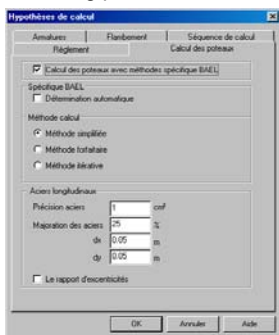 Hypothèses de calcul
Armatures Flambement Séquence de calcul
Règlement Calcul des poteaux
Calcul des poteaux avec méthodes spécifique BAEL
Spécifique BAEL
Détermination automatique
Méthode calcul
Méthode simplifiée
Méthode forfaitaire
Méthode itérative
Aciers longitudinaux
Précision aciers 1 cm²
Majoration des aciers 25 %
dx 0.05 m
dy 0.05 m
Le rapport d'excentricités
OK Annuler Aide